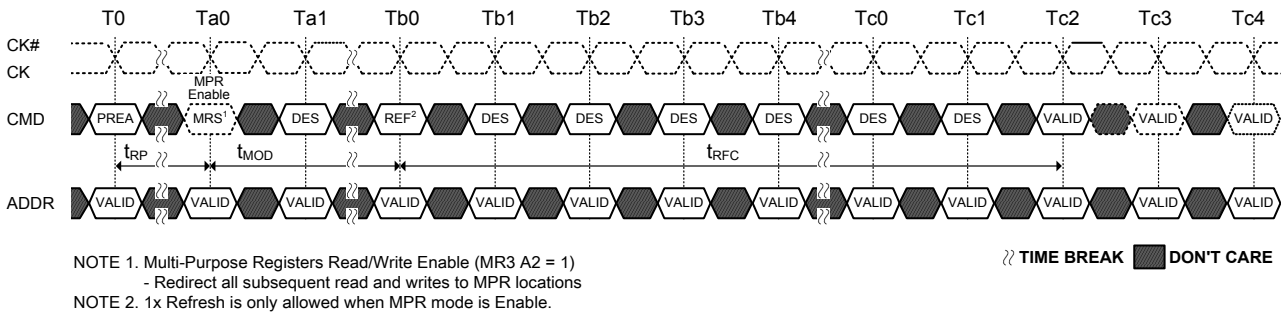 T0 Ta0 Ta1 Tb0 Tb1 Tb2 Tb3 Tb4 Tc0 Tc1 Tc2 Tc3 Tc4
CK#
CK
MPR
Enable
CMD PREA MRS1 DES REF2 DES DES DES DES DES DES VALID VALID VALID
tRP tMOD tRFC
ADDR VALID VALID VALID VALID VALID VALID VALID VALID VALID VALID VALID VALID VALID
NOTE 1. Multi-Purpose Registers Read/Write Enable (MR3 A2 = 1)
- Redirect all subsequent read and writes to MPR locations
NOTE 2. 1x Refresh is only allowed when MPR mode is Enable.
TIME BREAK DON'T CARE